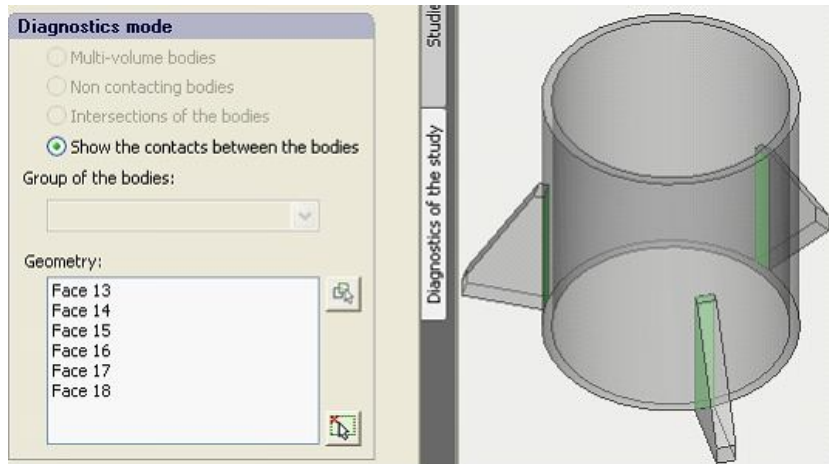 Diagnostics mode
Multi-volume bodies
Non contacting bodies
Intersections of the bodies
Show the contacts between the bodies
Group of the bodies:
Geometry:
Face 13
Face 14
Face 15
Face 16
Face 17
Face 18
Studie
Diagnostics of the study